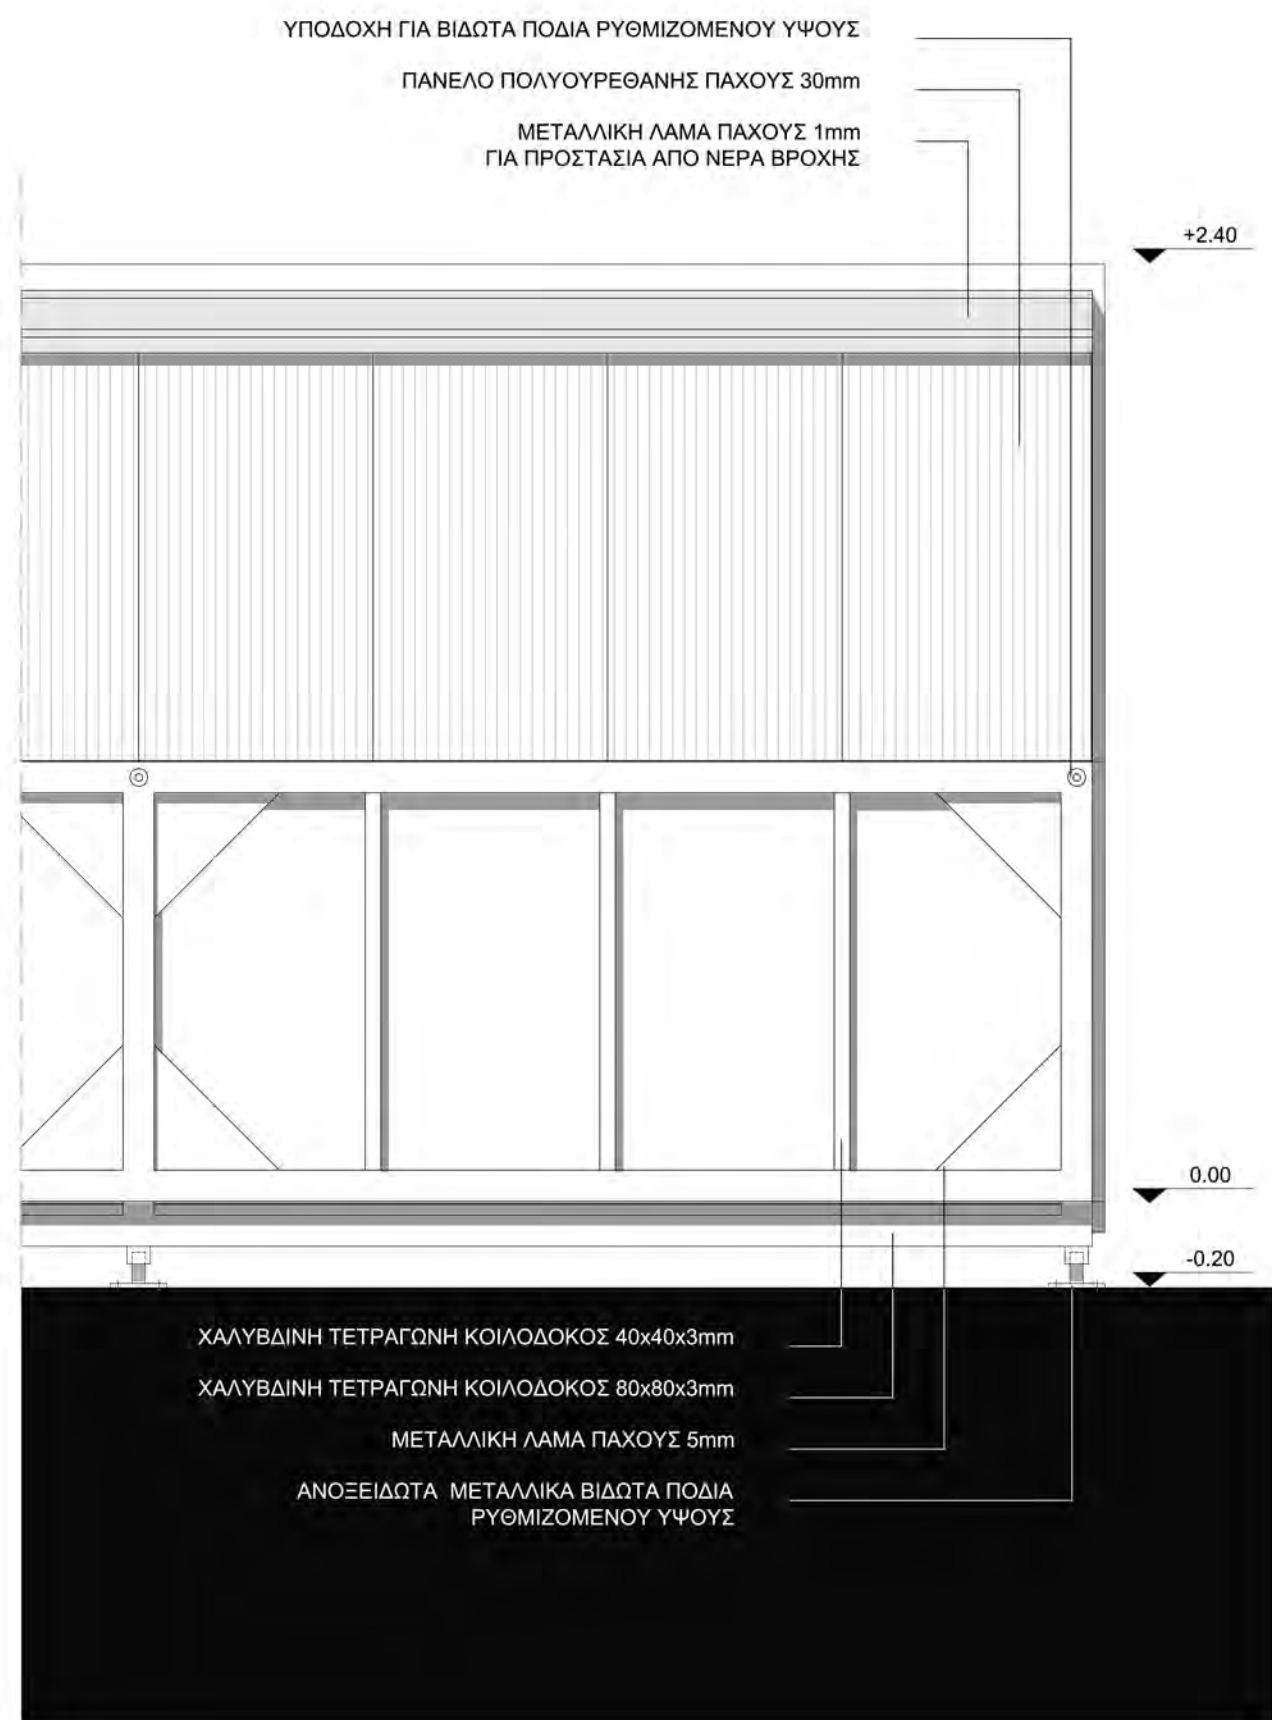 ΥΠΟΔΟΧΗ ΓΙΑ ΒΙΔΩΤΑ ΠΟΔΙΑ ΡΥΘΜΙΖΟΜΕΝΟΥ ΥΨΟΥΣ
ΠΑΝΕΛΟ ΠΟΛΥΟΥΡΕΘΑΝΗΣ ΠΑΧΟΥΣ 30mm
ΜΕΤΑΛΛΙΚΗ ΛΑΜΑ ΠΑΧΟΥΣ 1mm
ΓΙΑ ΠΡΟΣΤΑΣΙΑ ΑΠΟ ΝΕΡΑ ΒΡΟΧΗΣ
+2.40
0.00
-0.20
ΧΑΛΥΒΔΙΝΗ ΤΕΤΡΑΓΩΝΗ ΚΟΙΛΟΔΟΚΟΣ 40x40x3mm
ΧΑΛΥΒΔΙΝΗ ΤΕΤΡΑΓΩΝΗ ΚΟΙΛΟΔΟΚΟΣ 80x80x3mm
ΜΕΤΑΛΛΙΚΗ ΛΑΜΑ ΠΑΧΟΥΣ 5mm
ΑΝΟΞΕΙΔΩΤΑ ΜΕΤΑΛΛΙΚΑ ΒΙΔΩΤΑ ΠΟΔΙΑ
ΡΥΘΜΙΖΟΜΕΝΟΥ ΥΨΟΥΣ